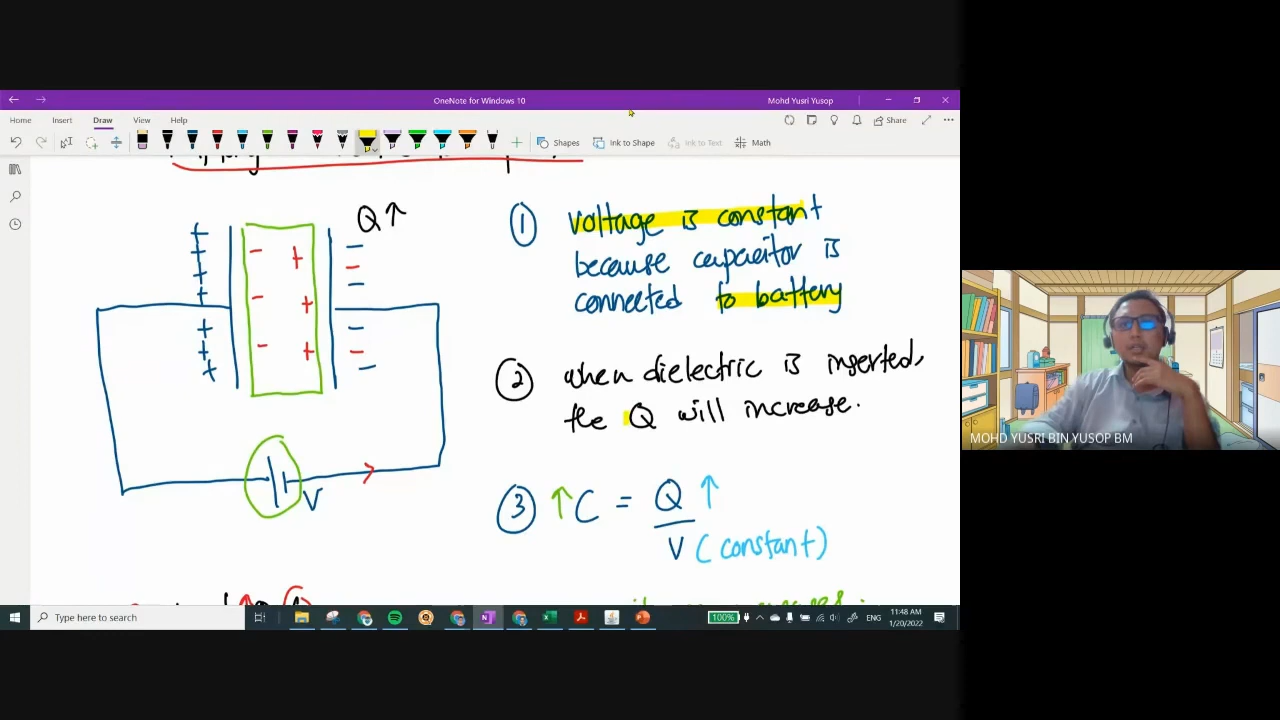 OneNote for Windows 10
Mohd Yusri Yusop
Home Insert Draw View Help
Share
Shapes Ink to Shape Ink to Text Math
Q↑
① Voltage is constant
because capacitor is
connected to battery
② when dielectric is inserted,
the Q will increase.
V
③ ↑C = Q ↑
V (constant)
MOHD YUSRI BIN YUSOP BM
Type here to search
100%
ENG
11:48 AM
1/20/2022